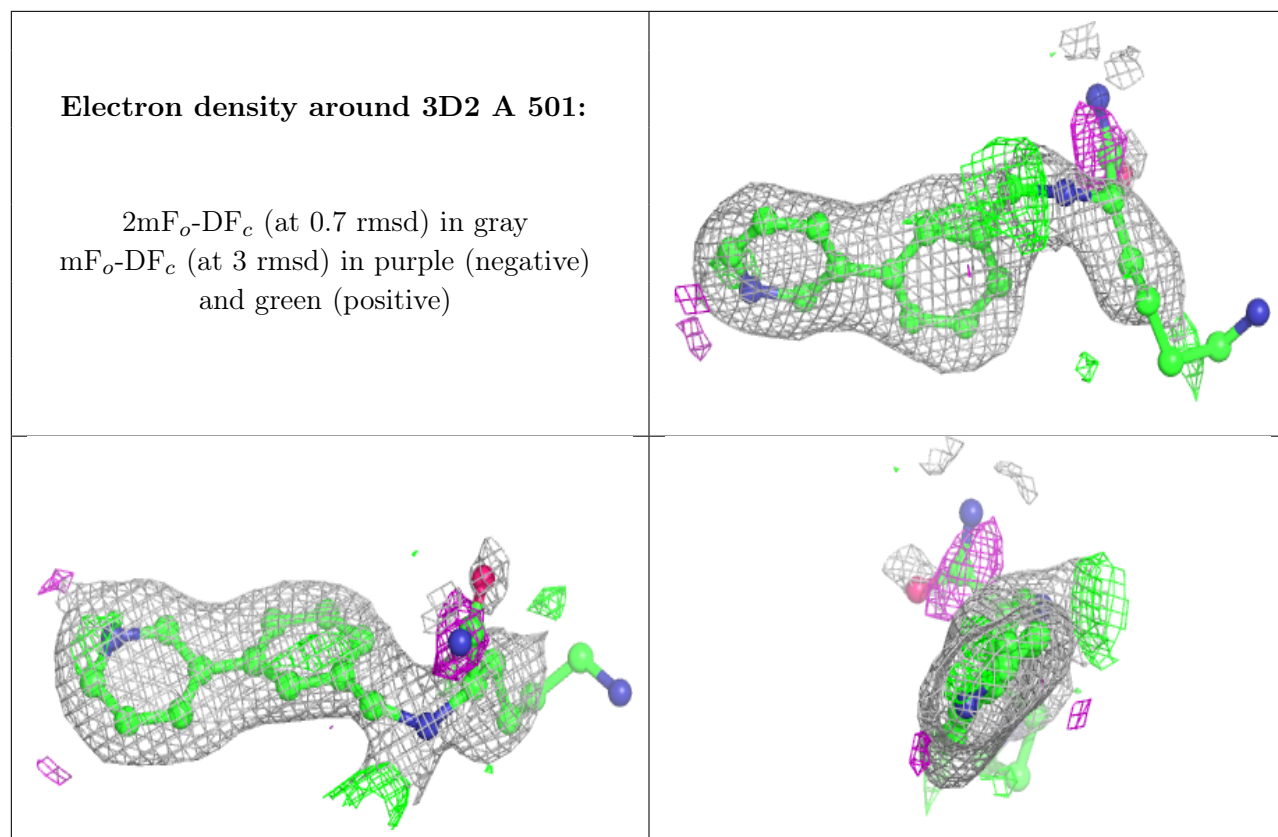 Electron density around 3D2 A 501:
2mFo-DFc (at 0.7 rmsd) in gray
mFo-DFc (at 3 rmsd) in purple (negative)
and green (positive)